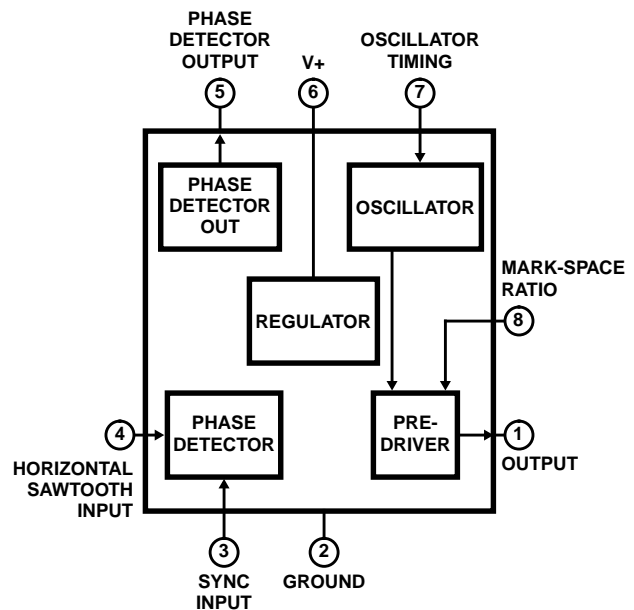 PHASE
DETECTOR
OUTPUT
5
V+
6
OSCILLATOR
TIMING
7
PHASE
DETECTOR
OUT
OSCILLATOR
REGULATOR
MARK-SPACE
RATIO
8
4
HORIZONTAL
SAWTOOTH
INPUT
PHASE
DETECTOR
PRE-
DRIVER
1
OUTPUT
3
SYNC
INPUT
2
GROUND